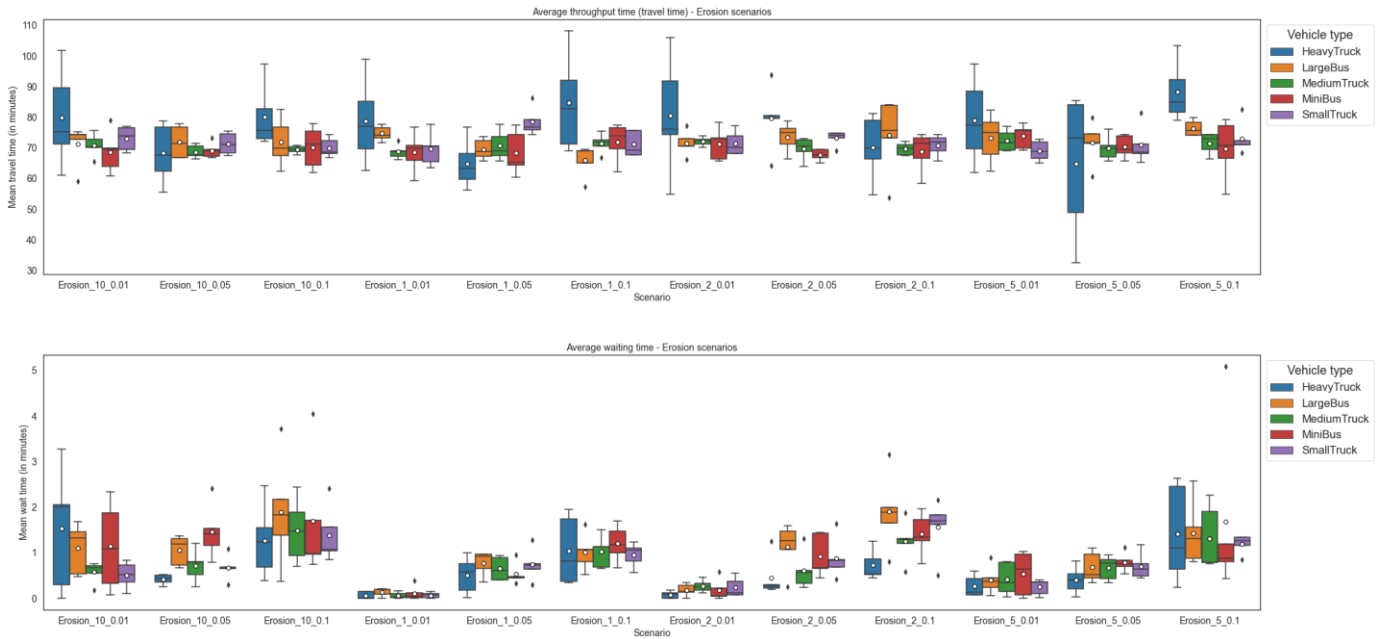 Average throughput time (travel time) - Erosion scenarios
Mean travel time (in minutes)
110
100
90
80
70
60
50
40
30
Erosion_10_0.01 Erosion_10_0.05 Erosion_10_0.1 Erosion_1_0.01 Erosion_1_0.05 Erosion_1_0.1 Erosion_2_0.01 Erosion_2_0.05 Erosion_2_0.1 Erosion_5_0.01 Erosion_5_0.05 Erosion_5_0.1
Scenario
Vehicle type
HeavyTruck
LargeBus
MediumTruck
MiniBus
SmallTruck
Average waiting time - Erosion scenarios
Mean wait time (in minutes)
5
4
3
2
1
0
Erosion_10_0.01 Erosion_10_0.05 Erosion_10_0.1 Erosion_1_0.01 Erosion_1_0.05 Erosion_1_0.1 Erosion_2_0.01 Erosion_2_0.05 Erosion_2_0.1 Erosion_5_0.01 Erosion_5_0.05 Erosion_5_0.1
Scenario
Vehicle type
HeavyTruck
LargeBus
MediumTruck
MiniBus
SmallTruck